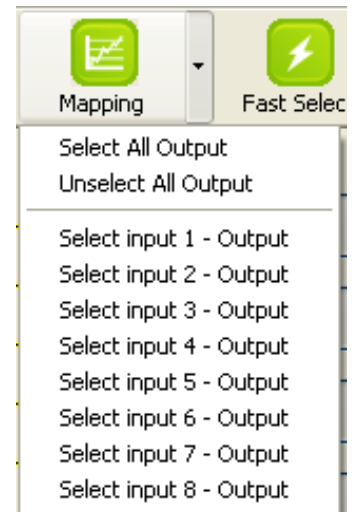 Mapping
Fast Selec
Select All Output
Unselect All Output
Select input 1 - Output
Select input 2 - Output
Select input 3 - Output
Select input 4 - Output
Select input 5 - Output
Select input 6 - Output
Select input 7 - Output
Select input 8 - Output